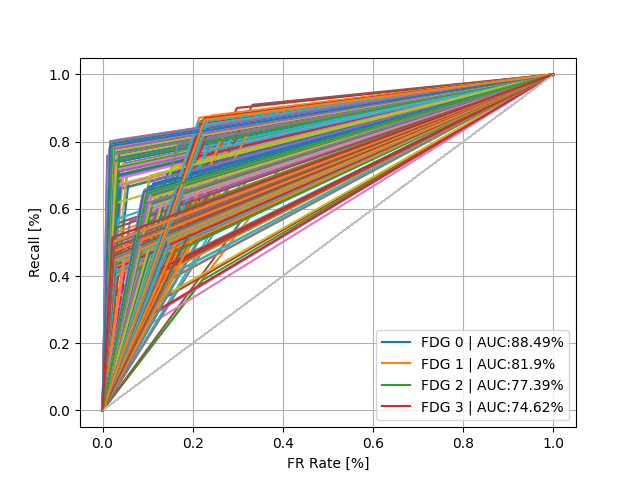 1.0
0.8
0.6
0.4
0.2
0.0
Recall [%]
FDG 0 | AUC:88.49%
FDG 1 | AUC:81.9%
FDG 2 | AUC:77.39%
FDG 3 | AUC:74.62%
0.0 0.2 0.4 0.6 0.8 1.0
FR Rate [%]